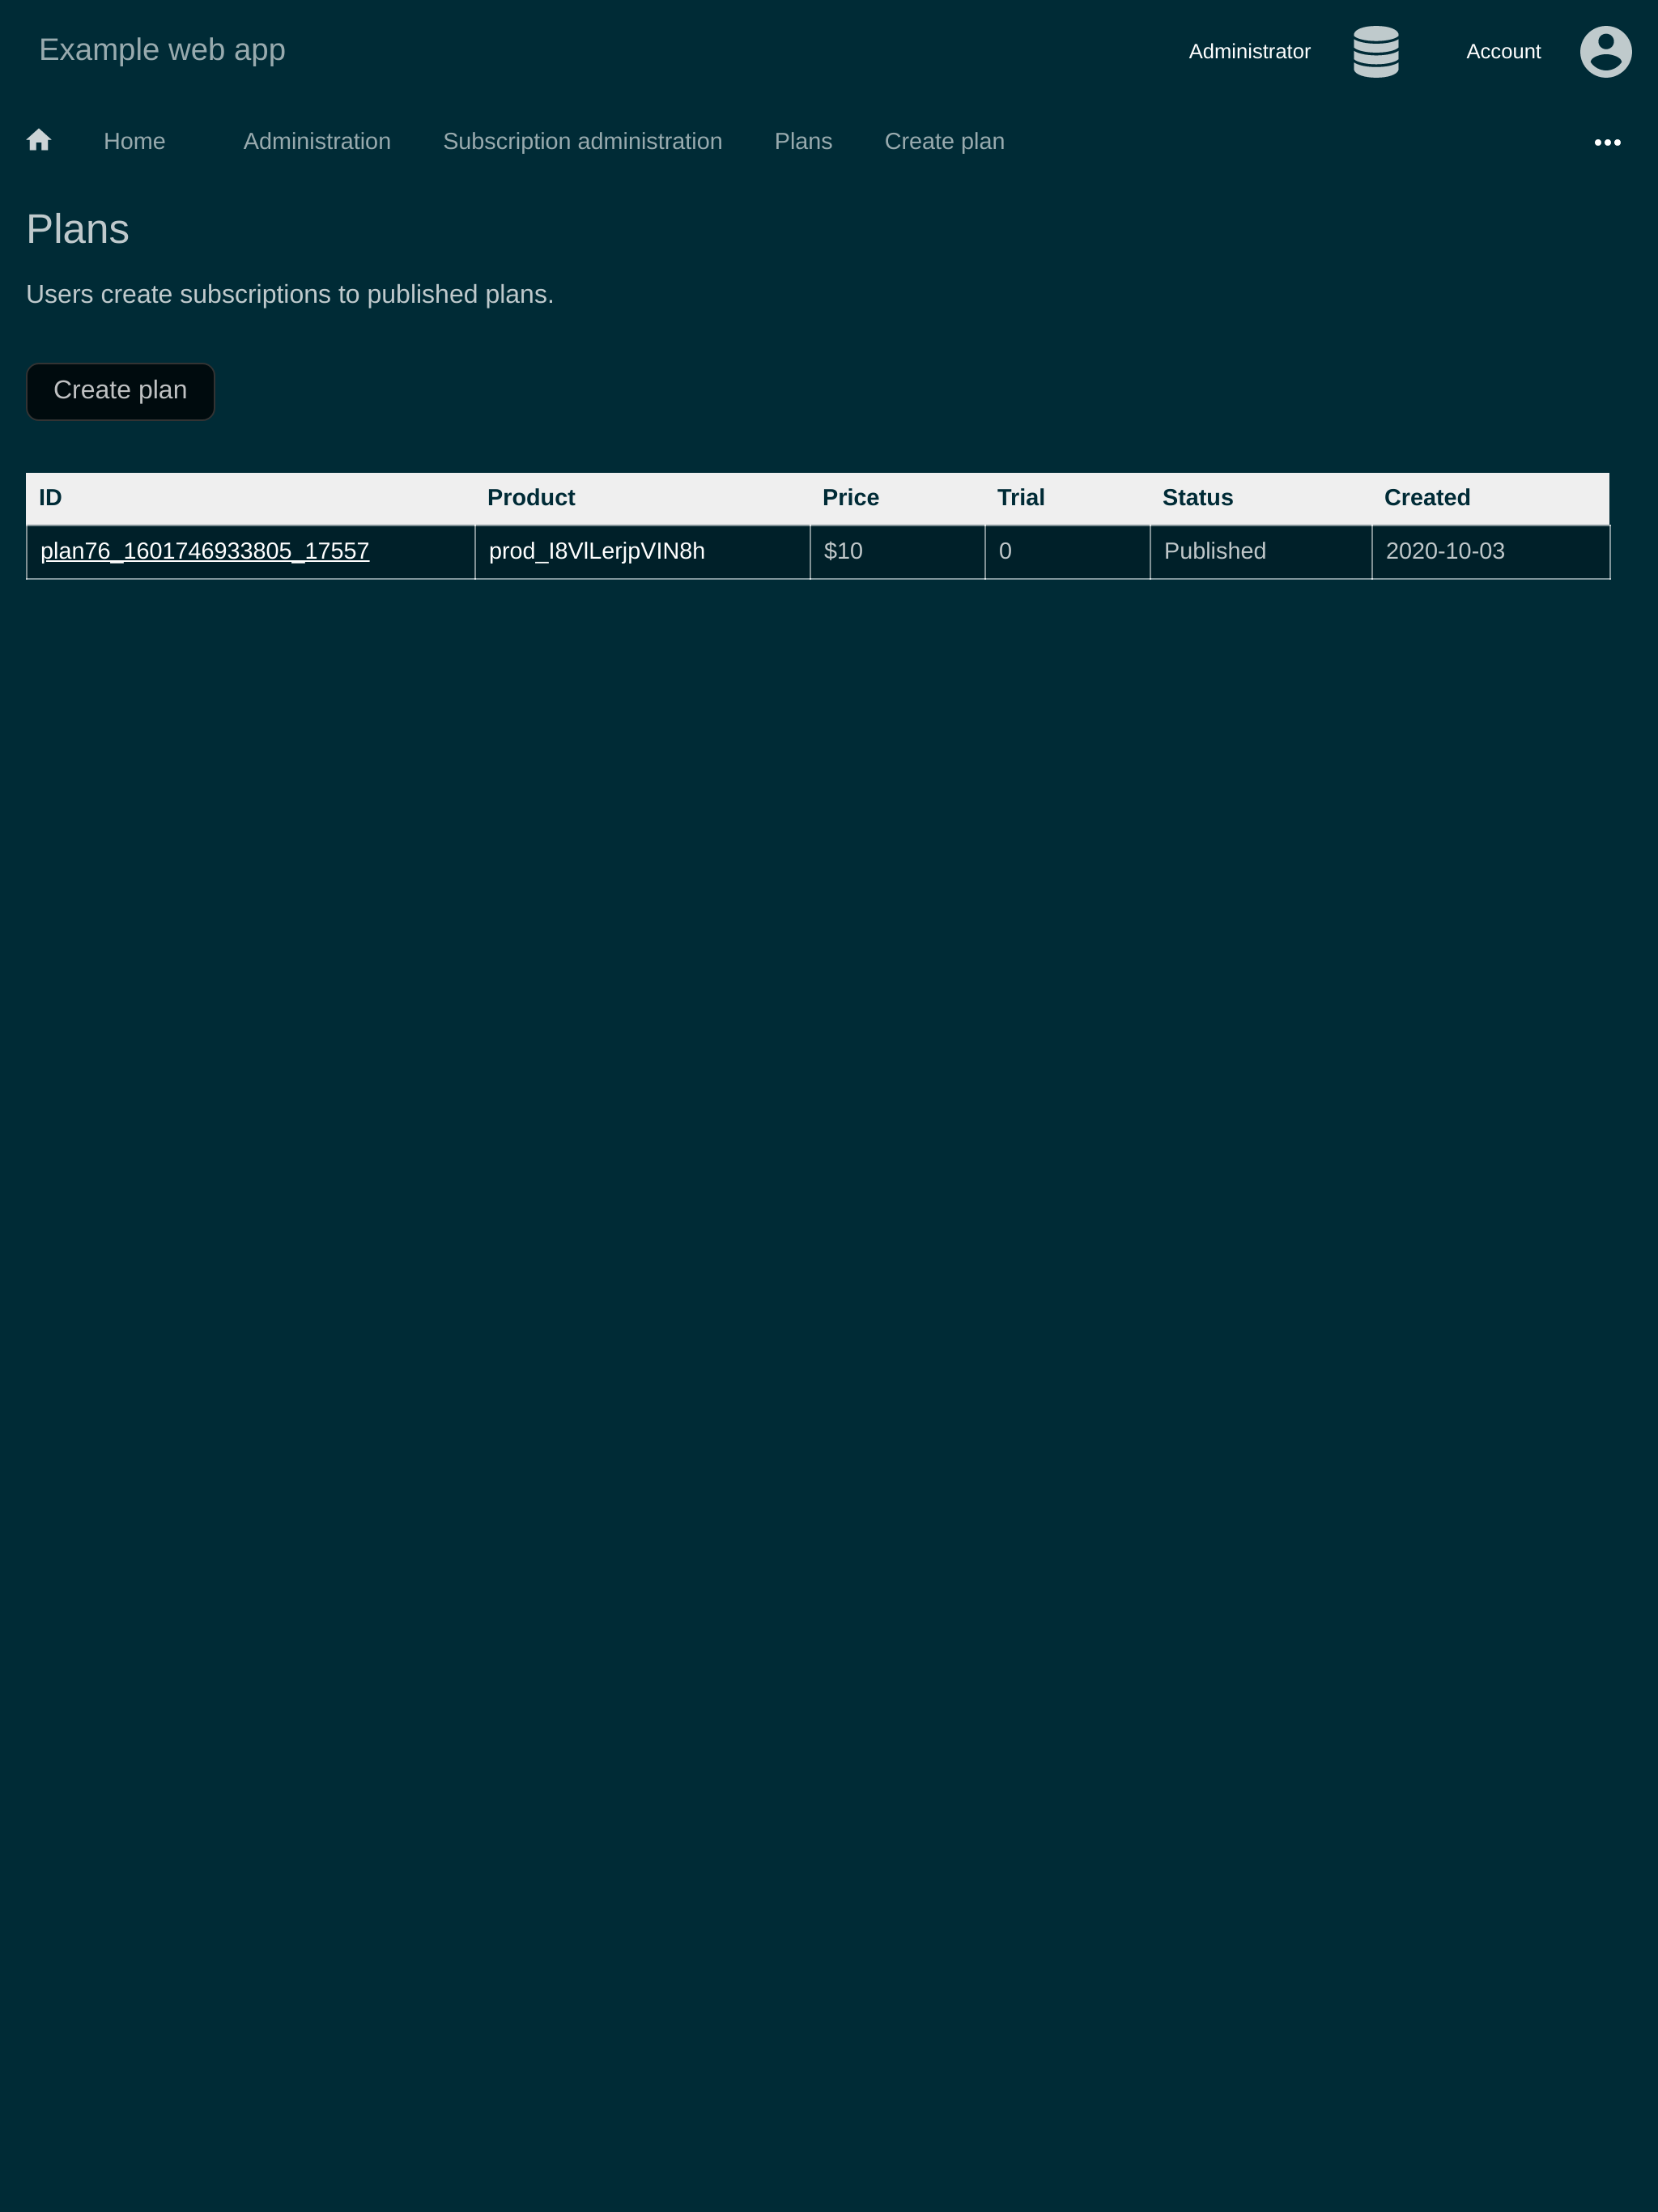 Example web app
Administrator
Account
Home Administration Subscription administration Plans Create plan
Plans
Users create subscriptions to published plans.
Create plan
ID Product Price Trial Status Created
plan76_1601746933805_17557 prod_I8VlLerjpVIN8h $10 0 Published 2020-10-03